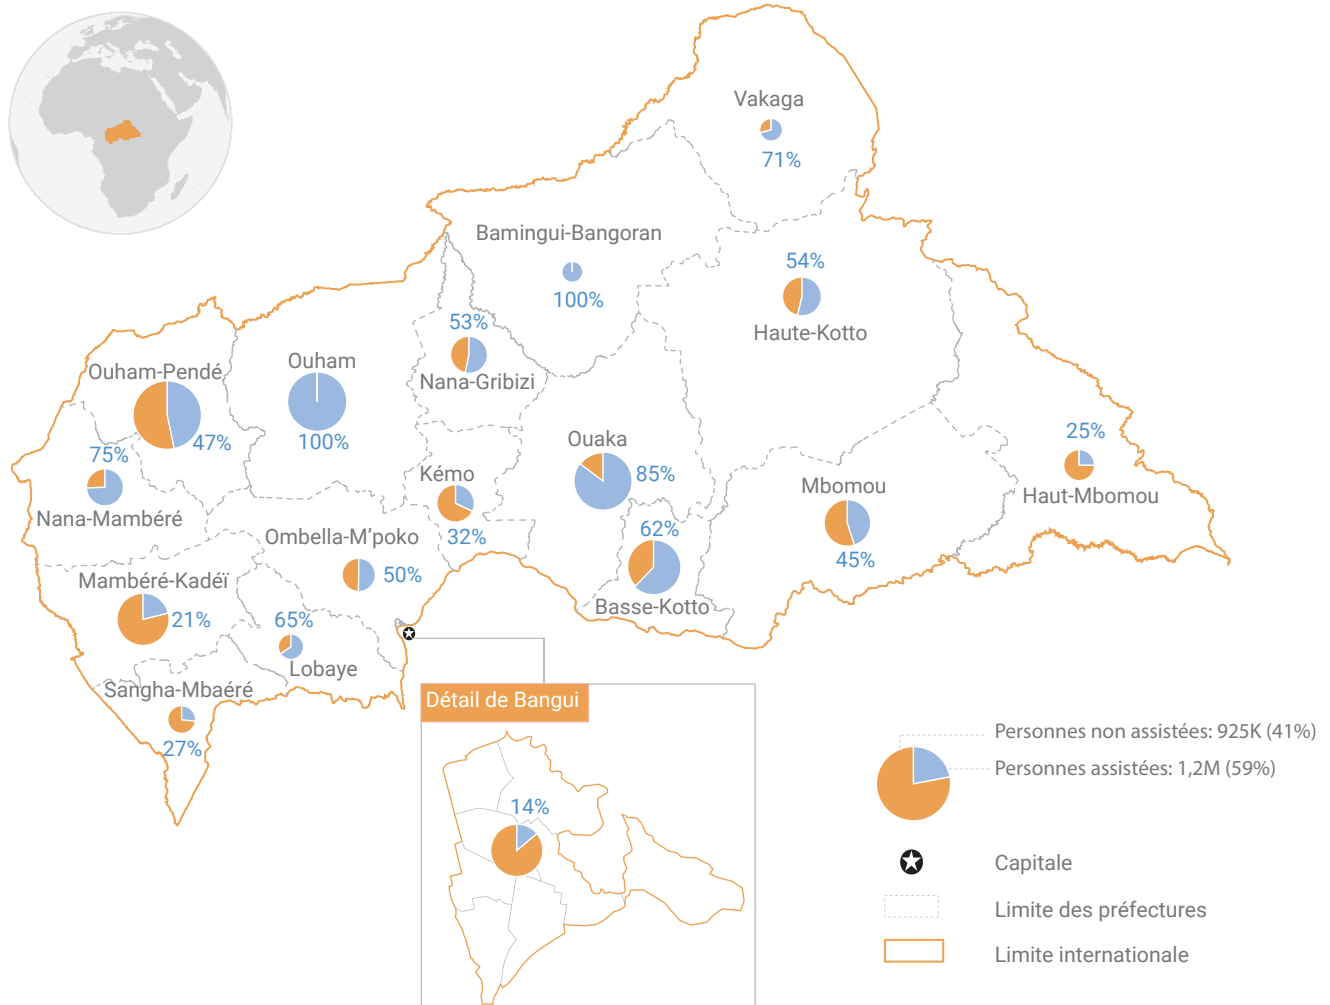 Vakaga
71%
Bamingui-Bangoran
100%
54%
Haute-Kotto
53%
Nana-Gribizi
Ouham
100%
Ouham-Pendé
47%
75%
Nana-Mambéré
Ouaka
85%
25%
Haut-Mbomou
Kémo
32%
Mbomou
45%
62%
Basse-Kotto
Ombella-M'poko
50%
Mambéré-Kadéï
21%
65%
Lobaye
Sangha-Mbaéré
27%
Détail de Bangui
14%
Personnes non assistées: 925K (41%)
Personnes assistées: 1,2M (59%)
Capitale
Limite des préfectures
Limite internationale